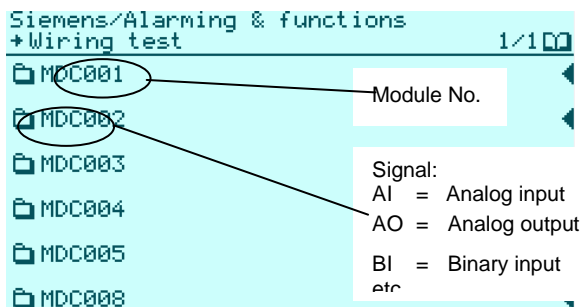 Siemens/Alarming & functions
→Wiring test 1/1
MDC001
Module No.
MDC002
MDC003
Signal:
AI = Analog input
MDC004
AO = Analog output
MDC005
BI = Binary input
etc
MDC008